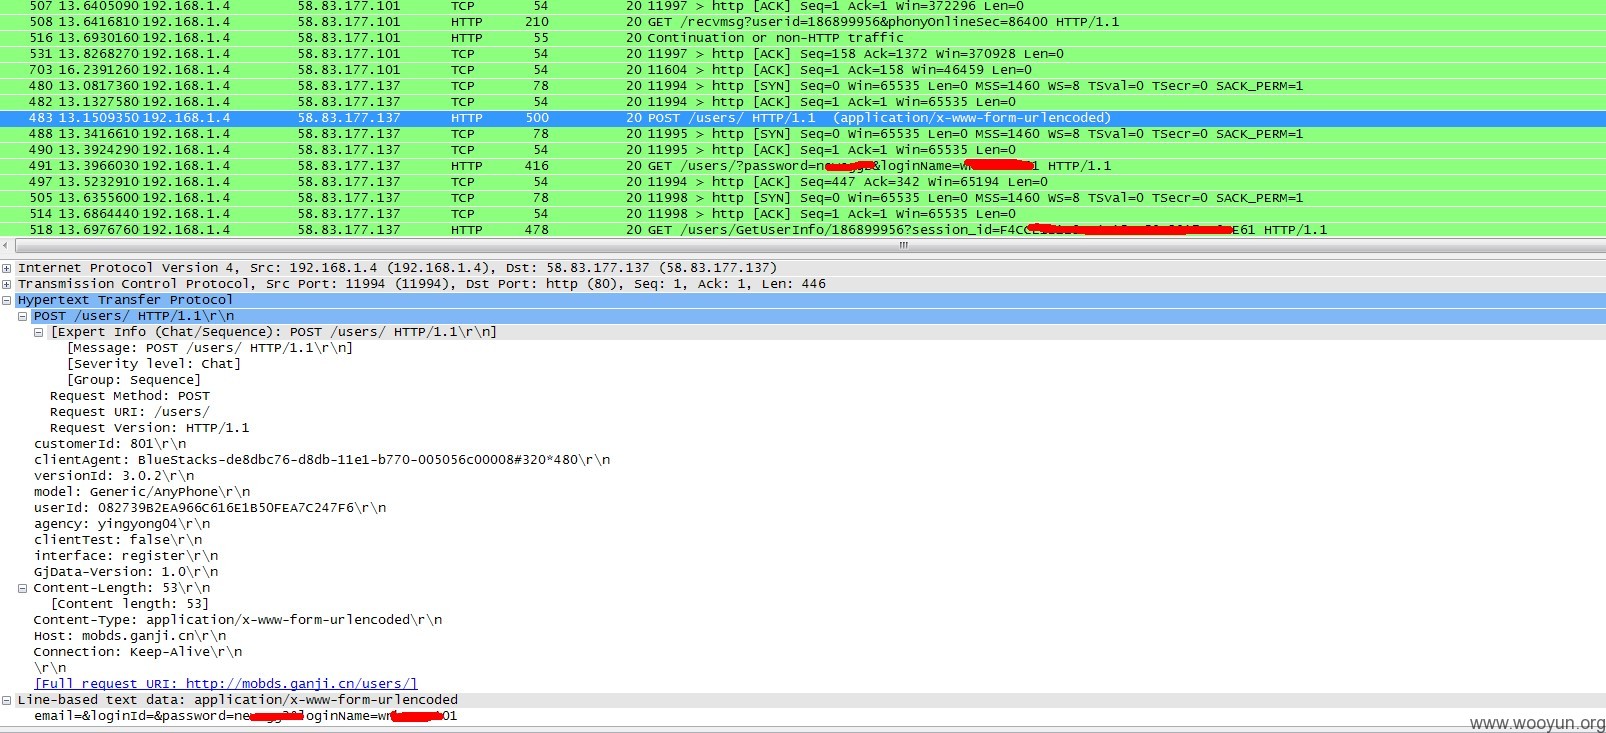 507 13.6405090 192.168.1.4 58.83.177.101 TCP 54 20 11997 > http [ACK] Seq=1 Ack=1 Win=372296 Len=0
508 13.6416810 192.168.1.4 58.83.177.101 HTTP 210 20 GET /recvmsg?userid=186899956&phonyOnlineSec=86400 HTTP/1.1
516 13.6930160 192.168.1.4 58.83.177.101 HTTP 55 20 Continuation or non-HTTP traffic
531 13.8268270 192.168.1.4 58.83.177.101 TCP 54 20 11997 > http [ACK] Seq=158 Ack=1372 Win=370928 Len=0
703 16.2391260 192.168.1.4 58.83.177.101 TCP 54 20 11604 > http [ACK] Seq=1 Ack=158 Win=46459 Len=0
480 13.0817360 192.168.1.4 58.83.177.137 TCP 78 20 11994 > http [SYN] Seq=0 Win=65535 Len=0 MSS=1460 WS=8 TSval=0 TSecr=0 SACK_PERM=1
482 13.1327580 192.168.1.4 58.83.177.137 TCP 54 20 11994 > http [ACK] Seq=1 Ack=1 Win=65535 Len=0
483 13.1509350 192.168.1.4 58.83.177.137 HTTP 500 20 POST /users/ HTTP/1.1 (application/x-www-form-urlencoded)
488 13.3416610 192.168.1.4 58.83.177.137 TCP 78 20 11995 > http [SYN] Seq=0 Win=65535 Len=0 MSS=1460 WS=8 TSval=0 TSecr=0 SACK_PERM=1
490 13.3924290 192.168.1.4 58.83.177.137 TCP 54 20 11995 > http [ACK] Seq=1 Ack=1 Win=65535 Len=0
491 13.3966030 192.168.1.4 58.83.177.137 HTTP 416 20 GET /users/?password=ne &loginName=w 1 HTTP/1.1
497 13.5232910 192.168.1.4 58.83.177.137 TCP 54 20 11994 > http [ACK] Seq=447 Ack=342 Win=65194 Len=0
505 13.6355600 192.168.1.4 58.83.177.137 TCP 78 20 11998 > http [SYN] Seq=0 Win=65535 Len=0 MSS=1460 WS=8 TSval=0 TSecr=0 SACK_PERM=1
514 13.6864440 192.168.1.4 58.83.177.137 TCP 54 20 11998 > http [ACK] Seq=1 Ack=1 Win=65535 Len=0
518 13.6976760 192.168.1.4 58.83.177.137 HTTP 478 20 GET /users/GetUserInfo/186899956?session_id=F4CC E61 HTTP/1.1
Internet Protocol Version 4, Src: 192.168.1.4 (192.168.1.4), Dst: 58.83.177.137 (58.83.177.137)
Transmission Control Protocol, Src Port: 11994 (11994), Dst Port: http (80), Seq: 1, Ack: 1, Len: 446
Hypertext Transfer Protocol
POST /users/ HTTP/1.1\r\n
[Expert Info (Chat/Sequence): POST /users/ HTTP/1.1\r\n]
[Message: POST /users/ HTTP/1.1\r\n]
[Severity level: Chat]
[Group: Sequence]
Request Method: POST
Request URI: /users/
Request Version: HTTP/1.1
customerId: 801\r\n
clientAgent: BlueStacks-de8dbc76-d8db-11e1-b770-005056c00008#320*480\r\n
versionId: 3.0.2\r\n
model: Generic/AnyPhone\r\n
userId: 082739B2EA966C616E1B50FEA7C247F6\r\n
agency: yingyong04\r\n
clientTest: false\r\n
interface: register\r\n
GjData-Version: 1.0\r\n
Content-Length: 53\r\n
[Content length: 53]
Content-Type: application/x-www-form-urlencoded\r\n
Host: mobds.ganji.cn\r\n
Connection: Keep-Alive\r\n
\r\n
[Full request URI: http://mobds.ganji.cn/users/]
Line-based text data: application/x-www-form-urlencoded
email=&loginId=&password=ne loginName=w 01
www.wooyun.org